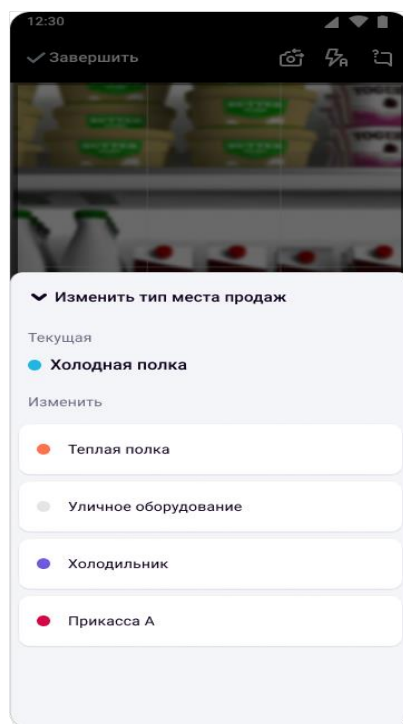 12:30
Завершить
Изменить тип места продаж
Текущая
Холодная полка
Изменить
Теплая полка
Уличное оборудование
Холодильник
Прикасса А